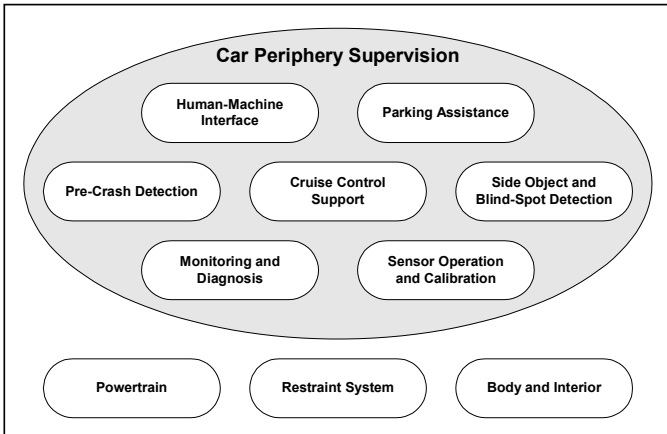 Car Periphery Supervision
Human-Machine
Interface
Parking Assistance
Pre-Crash Detection
Cruise Control
Support
Side Object and
Blind-Spot Detection
Monitoring and
Diagnosis
Sensor Operation
and Calibration
Powertrain
Restraint System
Body and Interior